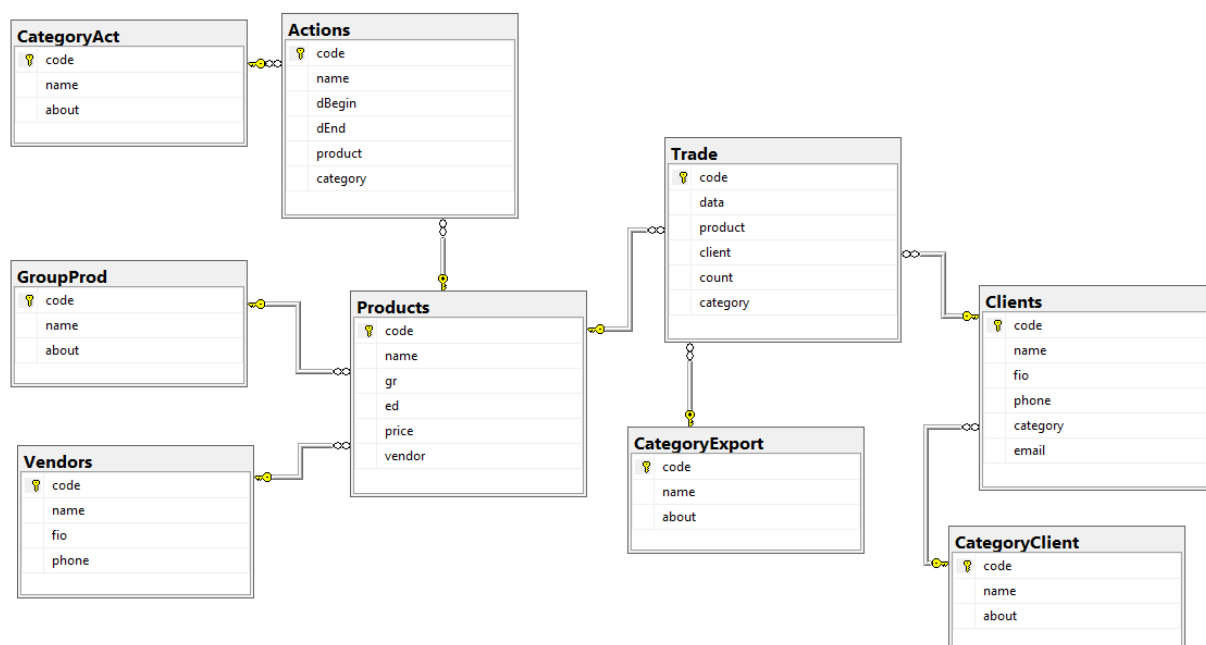 CategoryAct
code
name
about
Actions
code
name
dBegin
dEnd
product
category
Trade
code
data
product
client
count
category
GroupProd
code
name
about
Products
code
name
gr
ed
price
vendor
Clients
code
name
fio
phone
category
email
Vendors
code
name
fio
phone
CategoryExport
code
name
about
CategoryClient
code
name
about